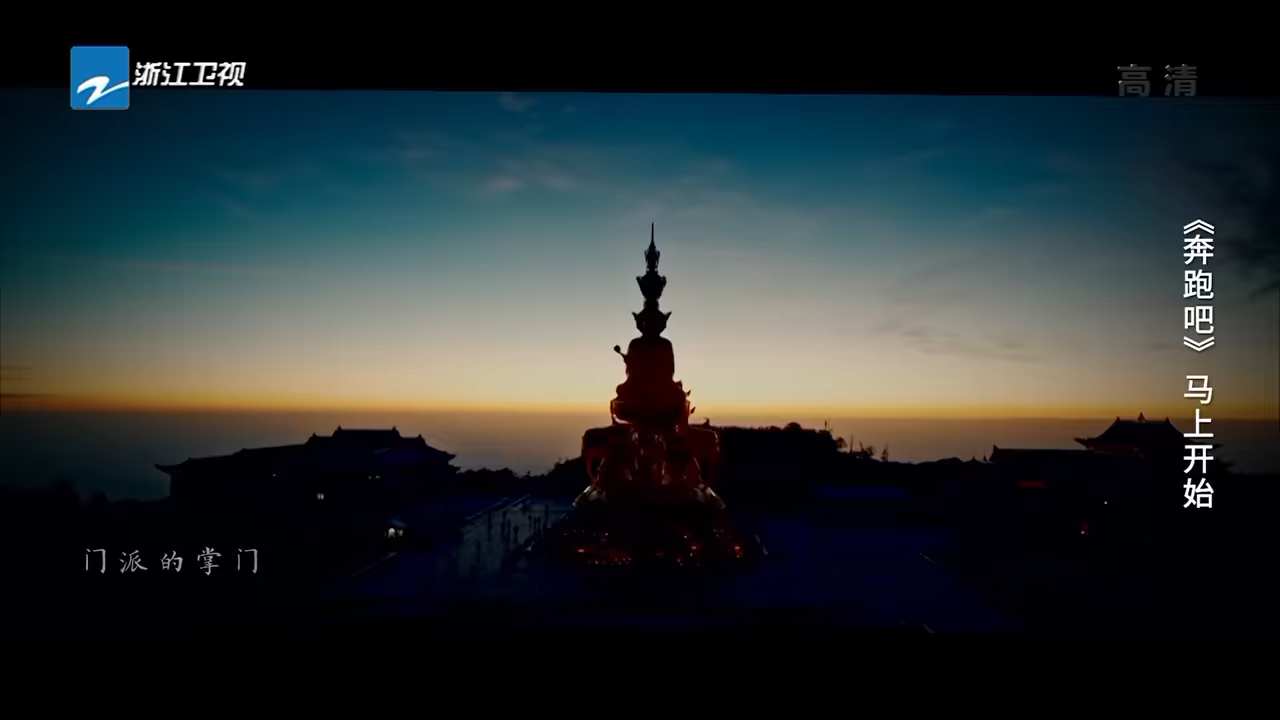 浙江卫视
高清
《奔跑吧》 马上开始
门派的掌门